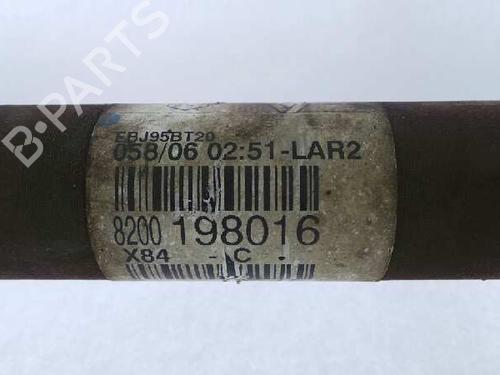 EBJ95BT20
058/06 02:51-LAR2
8200 198016
X84 - C -
B-PARTS